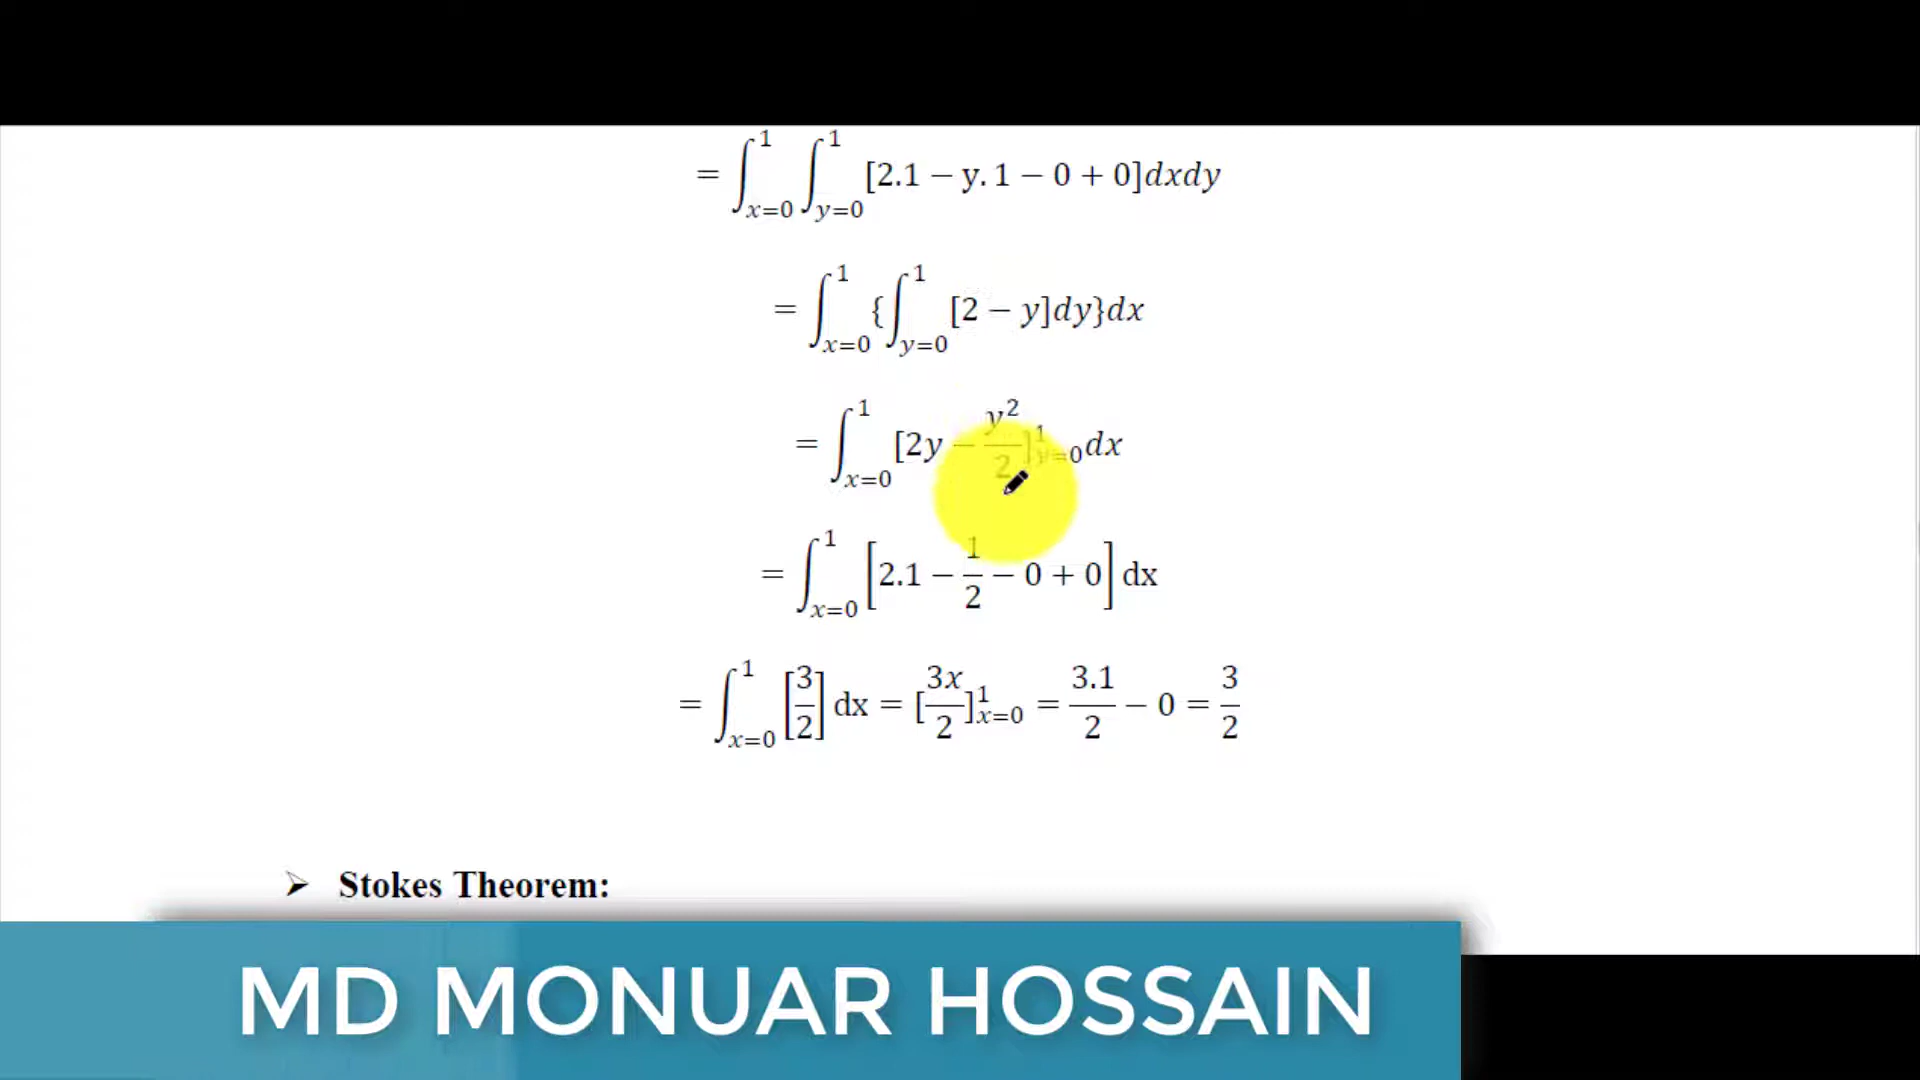 = ∫_{x=0}^{1} ∫_{y=0}^{1} [2.1 − y. 1 − 0 + 0]dxdy
= ∫_{x=0}^{1} {∫_{y=0}^{1} [2 − y]dy}dx
= ∫_{x=0}^{1} [2y − y²/2]_{y=0}^{1} dx
= ∫_{x=0}^{1} [2.1 − 1/2 − 0 + 0] dx
= ∫_{x=0}^{1} [3/2] dx = [3x/2]_{x=0}^{1} = 3.1/2 − 0 = 3/2
➢ Stokes Theorem:
MD MONUAR HOSSAIN